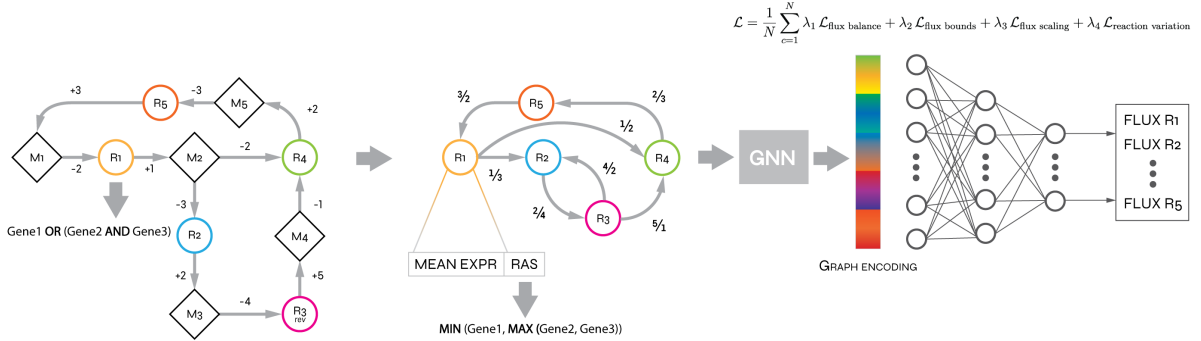 ℒ = 1/N ∑_{c=1}^{N} λ₁ ℒ_flux balance + λ₂ ℒ_flux bounds + λ₃ ℒ_flux scaling + λ₄ ℒ_reaction variation
+3
R5
-3
M5
+2
M1
-2
R1
+1
M2
-2
R4
Gene1 OR (Gene2 AND Gene3)
-3
R2
+2
M3
-4
R3
rev
+5
M4
-1
3/2
R5
2/3
1/2
R1
1/3
R2
4/2
R4
2/4
R3
5/1
MEAN EXPR
RAS
MIN (Gene1, MAX (Gene2, Gene3))
GNN
GRAPH ENCODING
FLUX R1
FLUX R2
FLUX R5